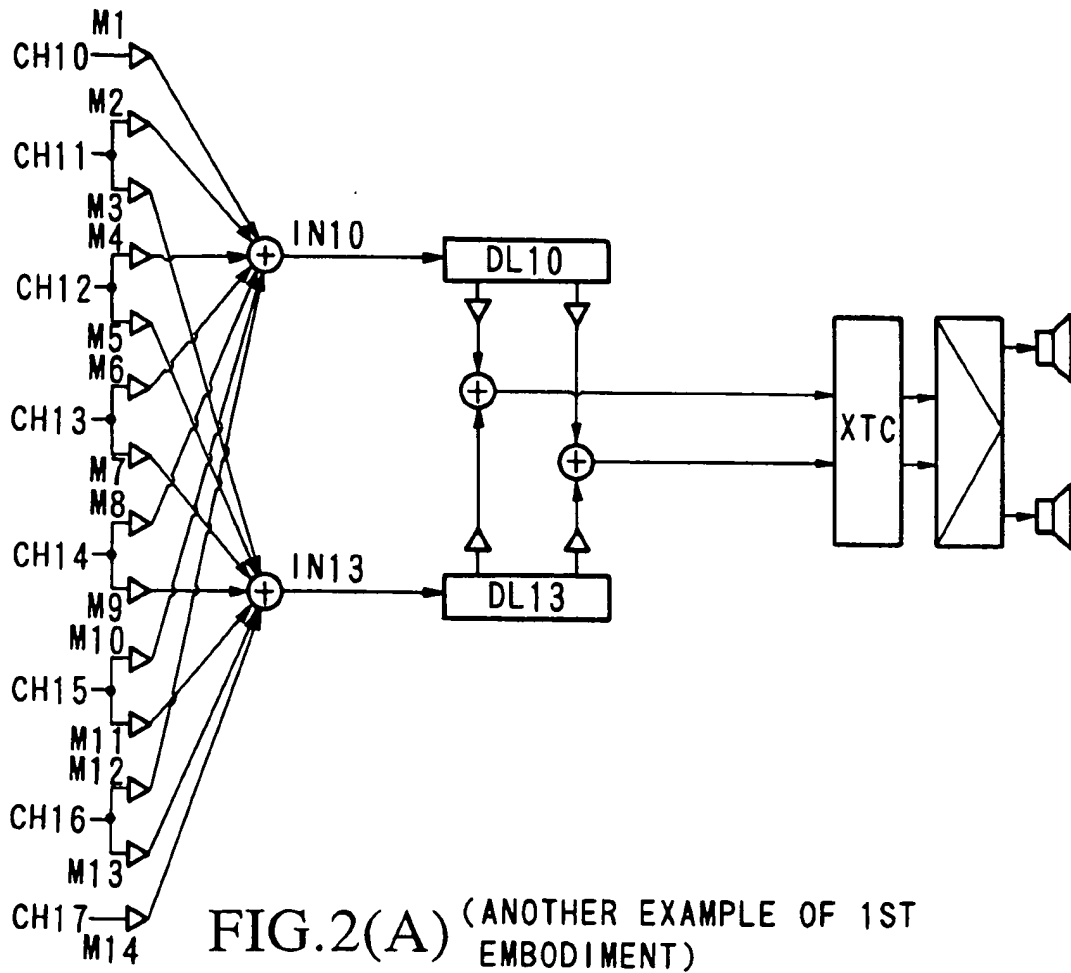 M1
CH10
M2
CH11
M3
M4
IN10
DL10
CH12
M5
M6
CH13
XTC
M7
M8
CH14
IN13
DL13
M9
M10
CH15
M11
M12
CH16
M13
CH17
M14
FIG.2(A) (ANOTHER EXAMPLE OF 1ST
EMBODIMENT)